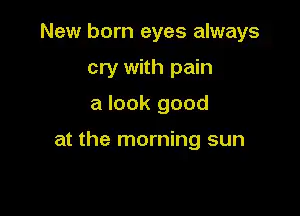 New born eyes always
cry with pain
a look good
at the morning sun